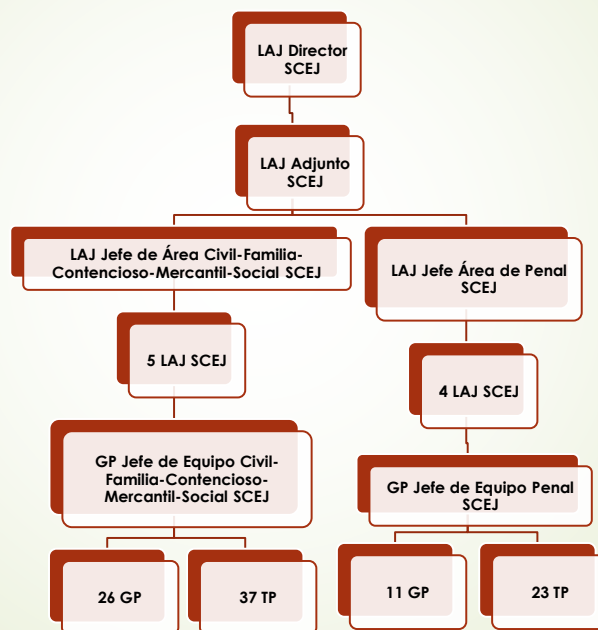 LAJ Director
SCEJ
LAJ Adjunto
SCEJ
LAJ Jefe de Área Civil-Familia-
Contencioso-Mercantil-Social SCEJ
LAJ Jefe Área de Penal
SCEJ
5 LAJ SCEJ
4 LAJ SCEJ
GP Jefe de Equipo Civil-
Familia-Contencioso-
Mercantil-Social SCEJ
GP Jefe de Equipo Penal
SCEJ
26 GP
37 TP
11 GP
23 TP